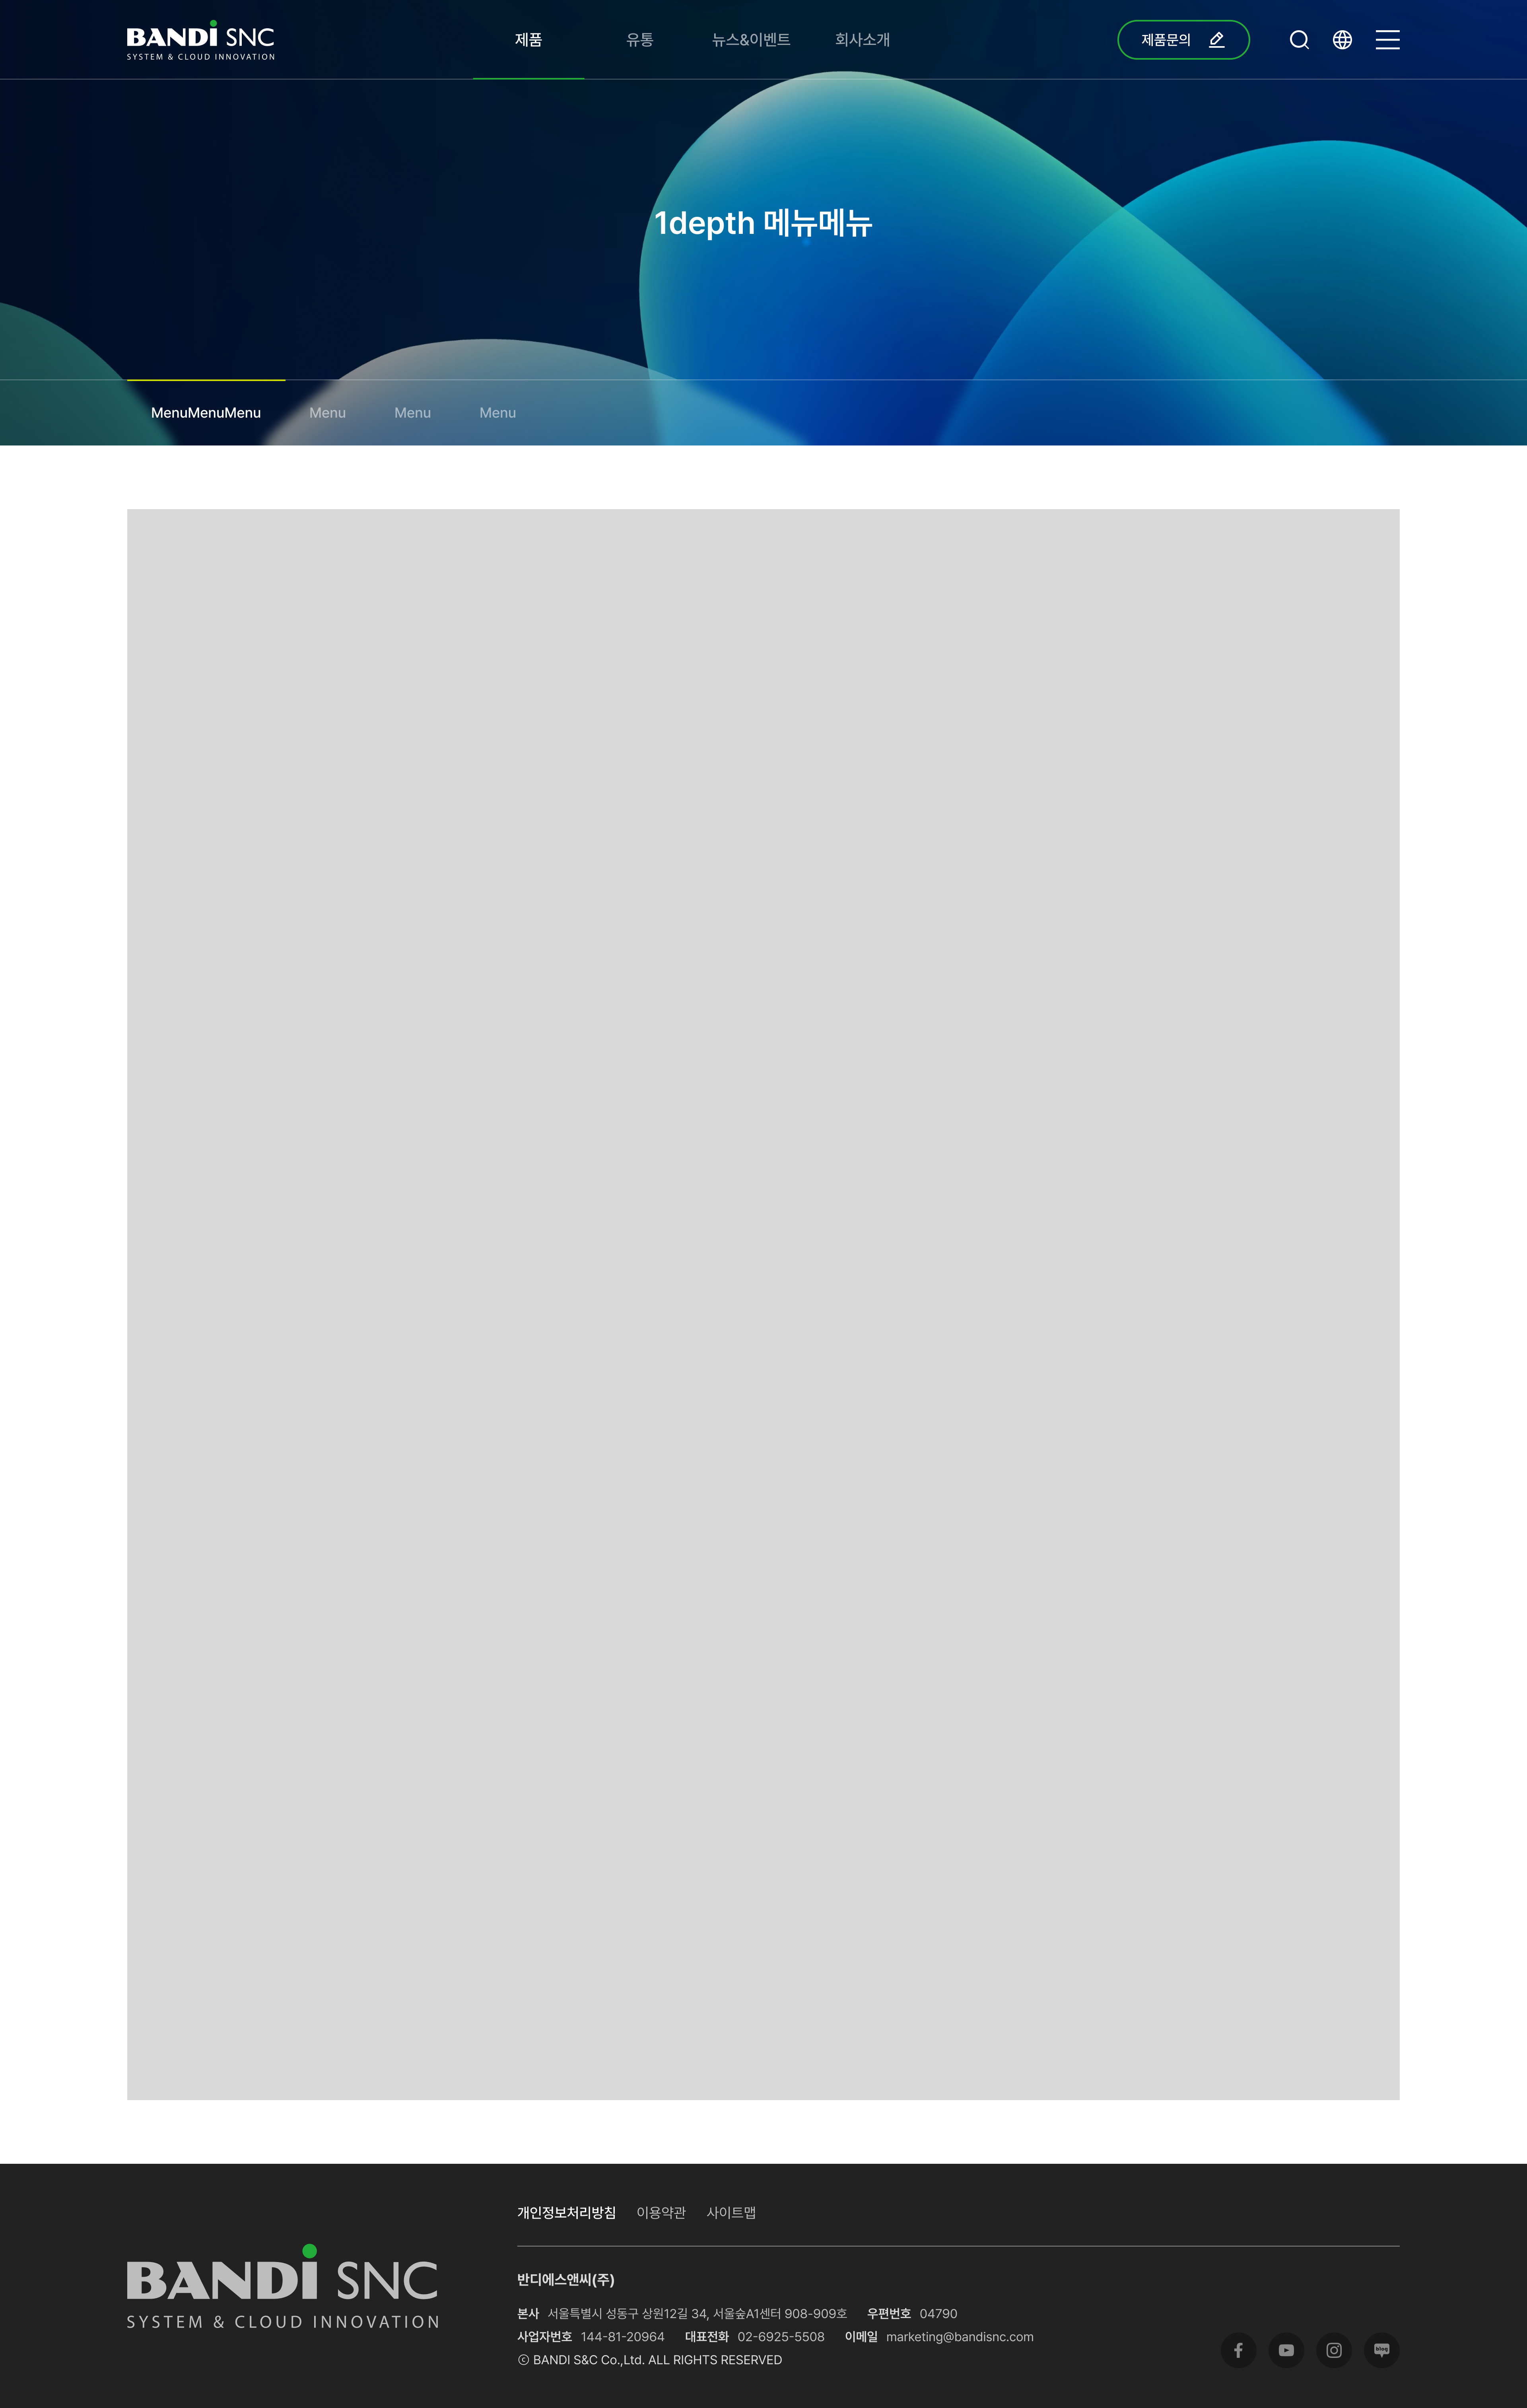 BANDI SNC
SYSTEM & CLOUD INNOVATION
제품 유통 뉴스&이벤트 회사소개
제품문의
1depth 메뉴메뉴
MenuMenuMenu Menu Menu Menu
개인정보처리방침 이용약관 사이트맵
BANDI SNC
SYSTEM & CLOUD INNOVATION
반디에스앤씨(주)
본사 서울특별시 성동구 상원12길 34, 서울숲A1센터 908-909호 우편번호 04790
사업자번호 144-81-20964 대표전화 02-6925-5508 이메일 marketing@bandisnc.com
ⓒ BANDI S&C Co.,Ltd. ALL RIGHTS RESERVED
blog